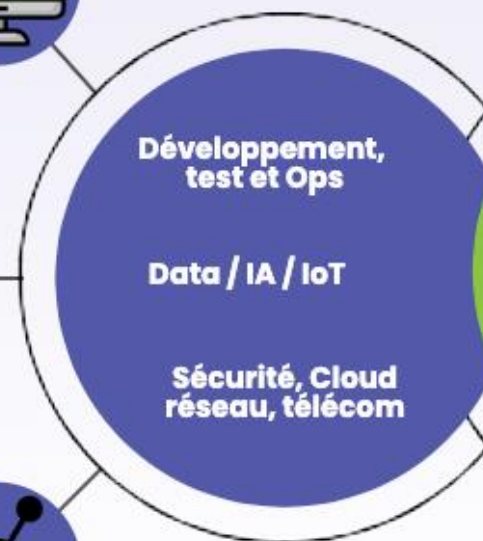 Développement,
test et Ops
Data / IA / IoT
Sécurité, Cloud
réseau, télécom